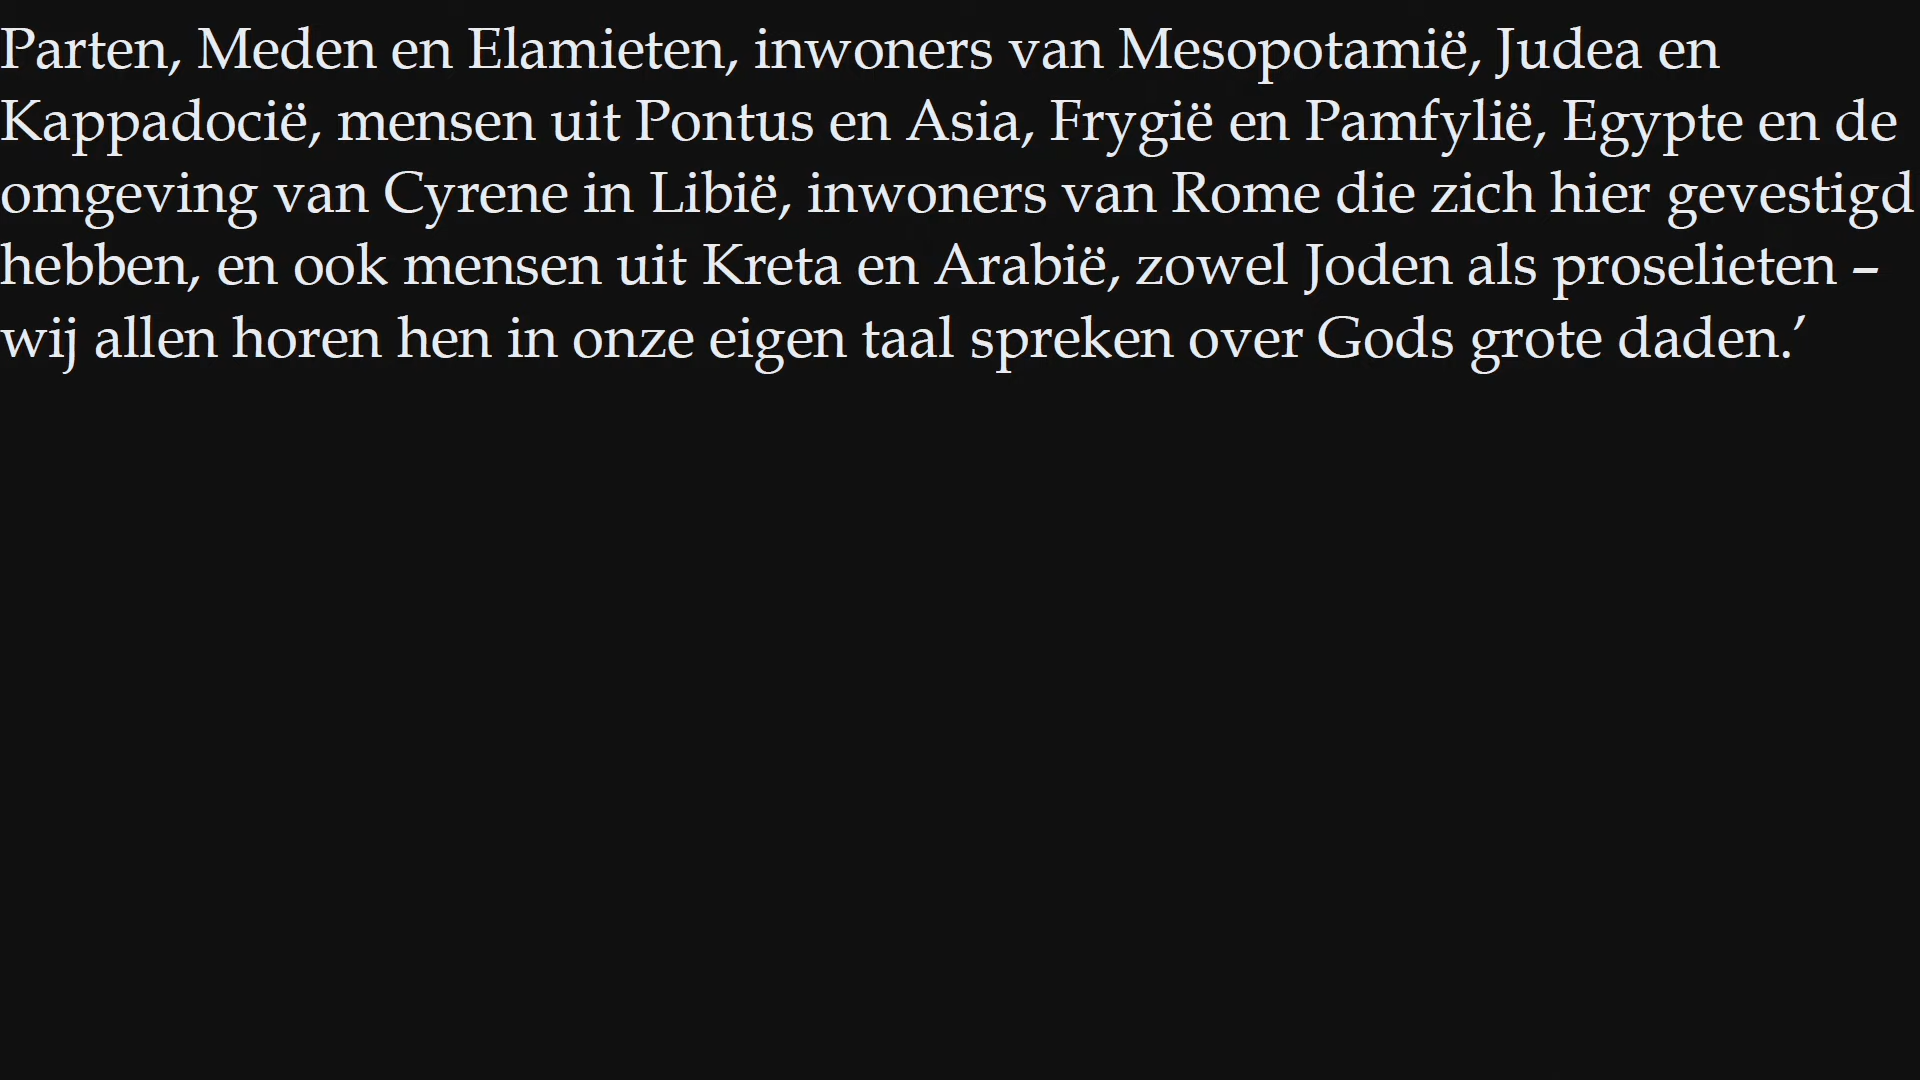 Parten, Meden en Elamieten, inwoners van Mesopotamië, Judea en
Kappadocië, mensen uit Pontus en Asia, Frygië en Pamfylië, Egypte en de
omgeving van Cyrene in Libië, inwoners van Rome die zich hier gevestigd
hebben, en ook mensen uit Kreta en Arabië, zowel Joden als proselieten –
wij allen horen hen in onze eigen taal spreken over Gods grote daden.’